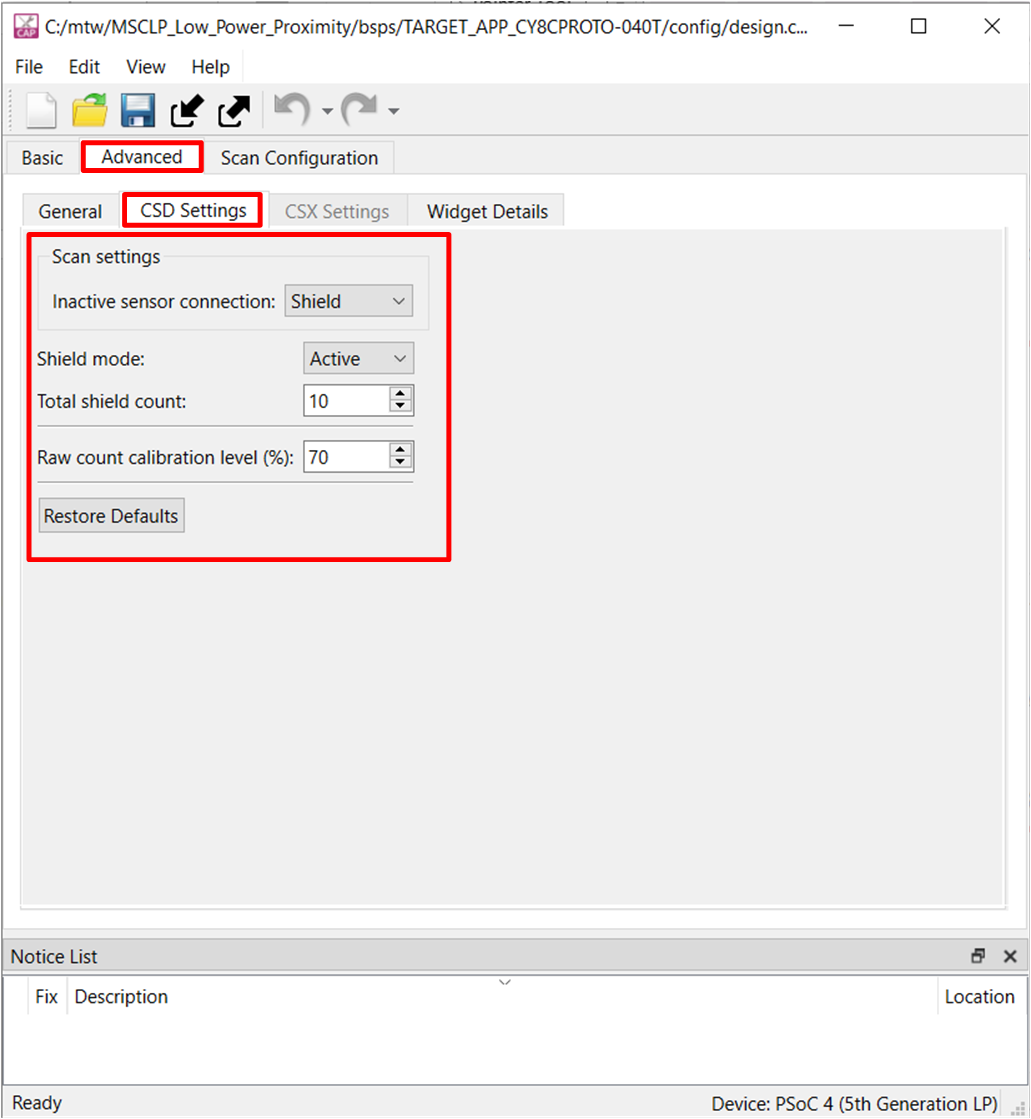 CAP C:/mtw/MSCLP_Low_Power_Proximity/bsps/TARGET_APP_CY8CPROTO-040T/config/design.c...
File Edit View Help
Basic Advanced Scan Configuration
General CSD Settings CSX Settings Widget Details
Scan settings
Inactive sensor connection: Shield
Shield mode: Active
Total shield count: 10
Raw count calibration level (%): 70
Restore Defaults
Notice List
Fix Description Location
Ready Device: PSoC 4 (5th Generation LP)